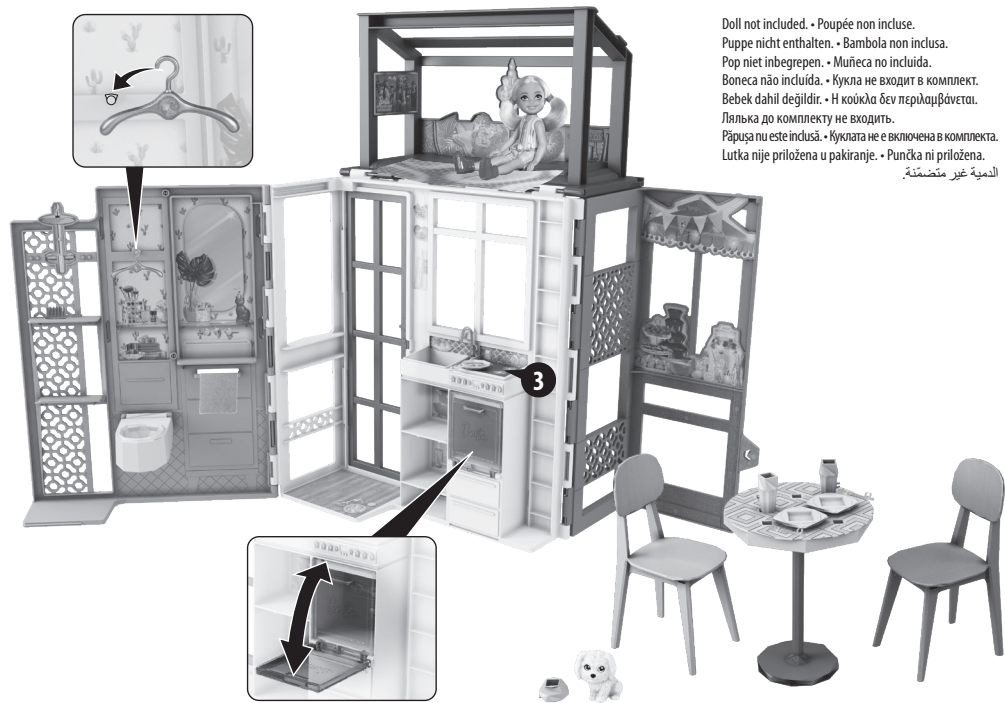 Doll not included. • Poupée non incluse.
Puppe nicht enthalten. • Bambola non inclusa.
Pop niet inbegrepen. • Muñeca no incluida.
Boneca não incluída. • Кукла не входит в комплект.
Bebek dahil değildir. • Η κούκλα δεν περιλαμβάνεται.
Лялька до комплекту не входить.
Păpușa nu este inclusă. • Куклата не е включена в комплекта.
Lutka nije priložena u pakiranje. • Punčka ni priložena.
الدمية غير متضمّنة.
3